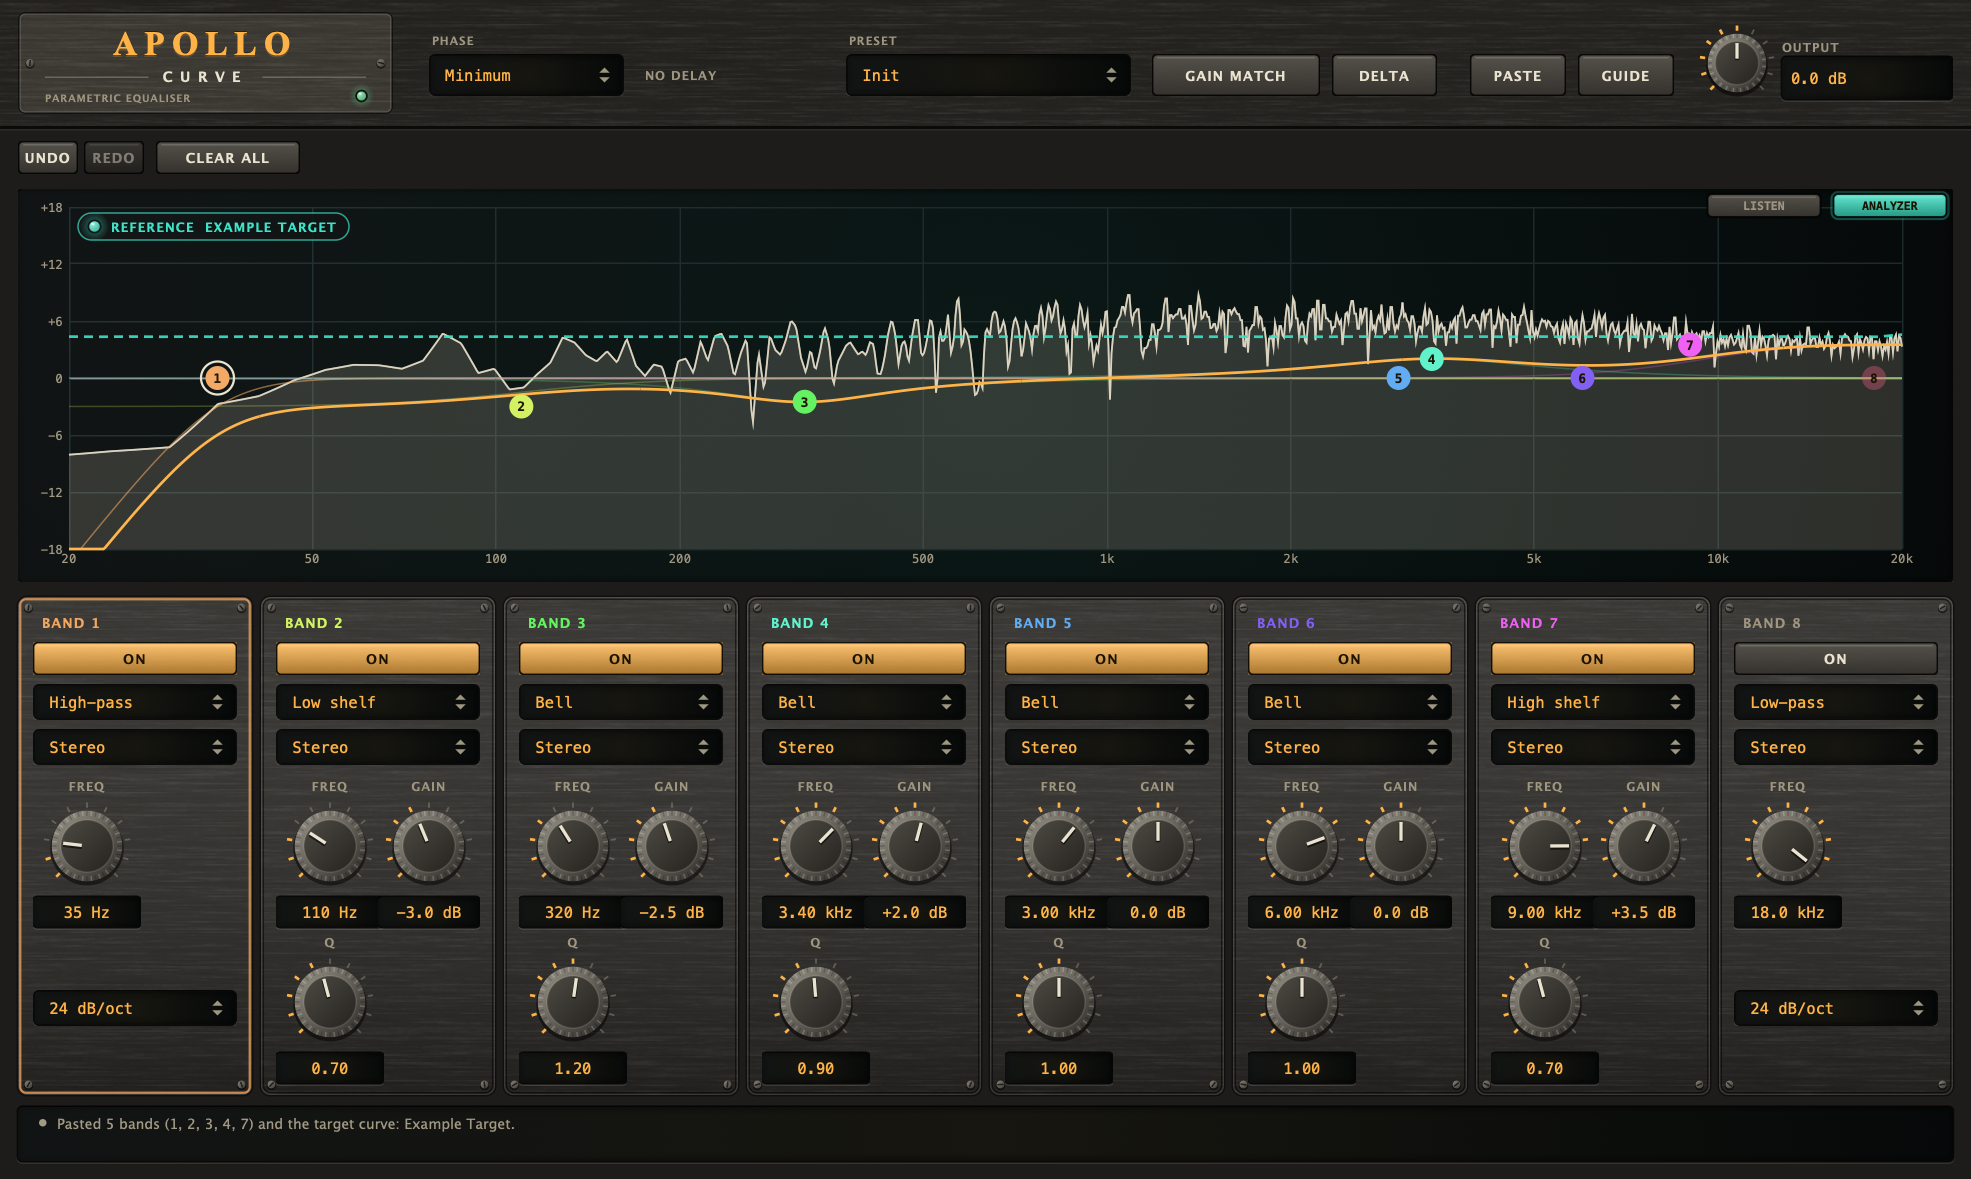 APOLLO
CURVE
PARAMETRIC EQUALISER
PHASE
Minimum
NO DELAY
PRESET
Init
GAIN MATCH
DELTA
PASTE
GUIDE
OUTPUT
0.0 dB
UNDO
REDO
CLEAR ALL
REFERENCE EXAMPLE TARGET
LISTEN
ANALYZER
+18
+12
+6
0
−6
−12
−18
1
2
3
4
5
6
7
8
20 50 100 200 500 1k 2k 5k 10k 20k
BAND 1
ON
High-pass
Stereo
FREQ
35 Hz
24 dB/oct
BAND 2
ON
Low shelf
Stereo
FREQ GAIN
110 Hz −3.0 dB
Q
0.70
BAND 3
ON
Bell
Stereo
FREQ GAIN
320 Hz −2.5 dB
Q
1.20
BAND 4
ON
Bell
Stereo
FREQ GAIN
3.40 kHz +2.0 dB
Q
0.90
BAND 5
ON
Bell
Stereo
FREQ GAIN
3.00 kHz 0.0 dB
Q
1.00
BAND 6
ON
Bell
Stereo
FREQ GAIN
6.00 kHz 0.0 dB
Q
1.00
BAND 7
ON
High shelf
Stereo
FREQ GAIN
9.00 kHz +3.5 dB
Q
0.70
BAND 8
ON
Low-pass
Stereo
FREQ
18.0 kHz
24 dB/oct
Pasted 5 bands (1, 2, 3, 4, 7) and the target curve: Example Target.